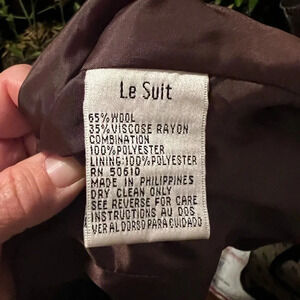 Le Suit
65% WOOL
35% VISCOSE RAYON
COMBINATION
100% POLYESTER
LINING:100% POLYESTER
RN 50610
MADE IN PHILIPPINES
DRY CLEAN ONLY
SEE REVERSE FOR CARE
INSTRUCTIONS AU DOS
VER AL DORSO PARA CUIDADO